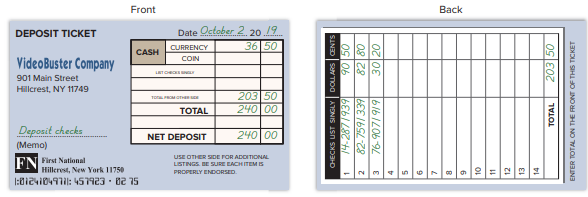 Front
Back
DEPOSIT TICKET
Date October 2 20 19
CASH
CURRENCY 36 50
COIN
LIST CHECKS SINGLY
TOTAL FROM OTHER SIDE 203 50
TOTAL 240 00
NET DEPOSIT 240 00
VideoBuster Company
901 Main Street
Hillcrest, NY 11749
Deposit checks
(Memo)
FN First National
Hillcrest, New York 11750
USE OTHER SIDE FOR ADDITIONAL
LISTINGS. BE SURE EACH ITEM IS
PROPERLY ENDORSED.
CHECKS LIST SINGLY DOLLARS CENTS
1 14-287/939 90 50
2 82-759/339 82 80
3 76-907/919 30 20
4
5
6
7
8
9
10
11
12
13
14
TOTAL 203 50
ENTER TOTAL ON THE FRONT OF THIS TICKET